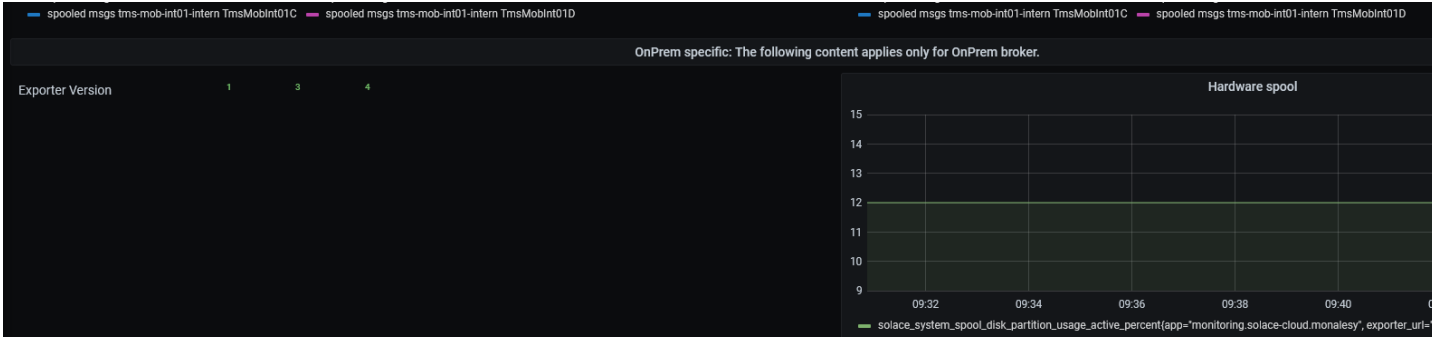 spooled msgs tms-mob-int01-intern TmsMobInt01C spooled msgs tms-mob-int01-intern TmsMobInt01D
spooled msgs tms-mob-int01-intern TmsMobInt01C spooled msgs tms-mob-int01-intern TmsMobInt01D
OnPrem specific: The following content applies only for OnPrem broker.
Exporter Version 1 3 4
Hardware spool
15
14
13
12
11
10
9
09:32 09:34 09:36 09:38 09:40
solace_system_spool_disk_partition_usage_active_percent{app="monitoring.solace-cloud.monalesy", exporter_url="